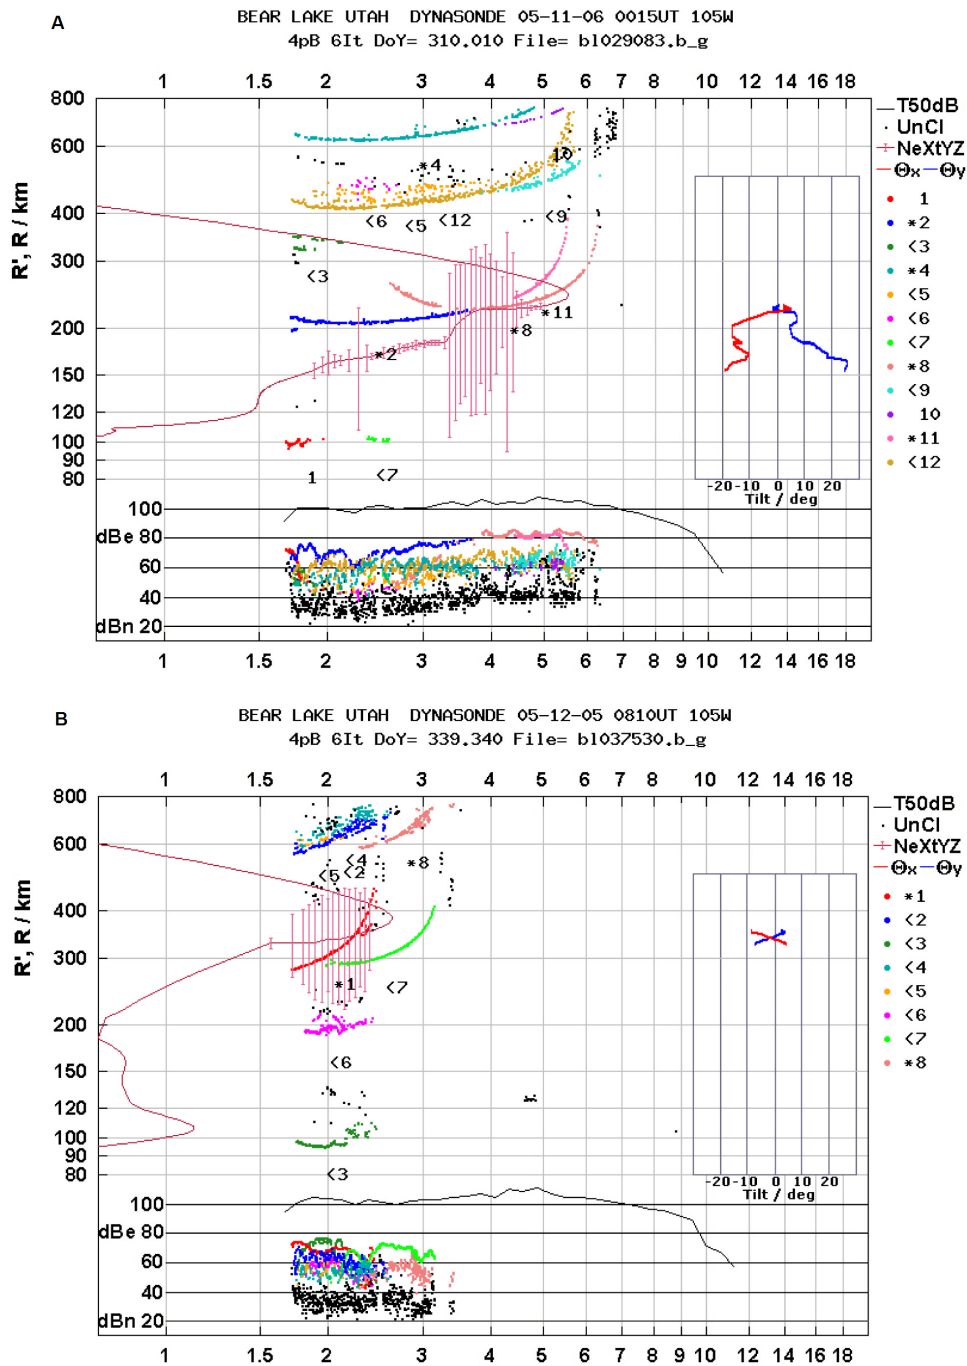 A
BEAR LAKE UTAH DYNASONDE 05-11-06 0015UT 105W
4pB 6It DoY= 310.010 File= bl029083.b_g
1 1.5 2 3 4 5 6 7 8 9 10 12 14 16 18
800
600
400
300
200
150
120
100
90
80
R', R / km
T50dB
UnCl
NeXtYZ
Θx Θy
1
*2
<3
*4
<5
<6
<7
*8
<9
10
*11
<12
*4
10
<6
<5
<12
<9
<3
*11
*8
*2
1
<7
-20 -10 0 10 20
Tilt / deg
100
dBe 80
60
40
dBn 20
1 1.5 2 3 4 5 6 7 8 9 10 12 14 16 18
B
BEAR LAKE UTAH DYNASONDE 05-12-05 0810UT 105W
4pB 6It DoY= 339.340 File= bl037530.b_g
1 1.5 2 3 4 5 6 7 8 9 10 12 14 16 18
800
600
400
300
200
150
120
100
90
80
R', R / km
T50dB
UnCl
NeXtYZ
Θx Θy
*1
<2
<3
<4
<5
<6
<7
*8
<4
*8
<5
<2
*1
<7
<6
<3
-20 -10 0 10 20
Tilt / deg
100
dBe 80
60
40
dBn 20
1 1.5 2 3 4 5 6 7 8 9 10 12 14 16 18